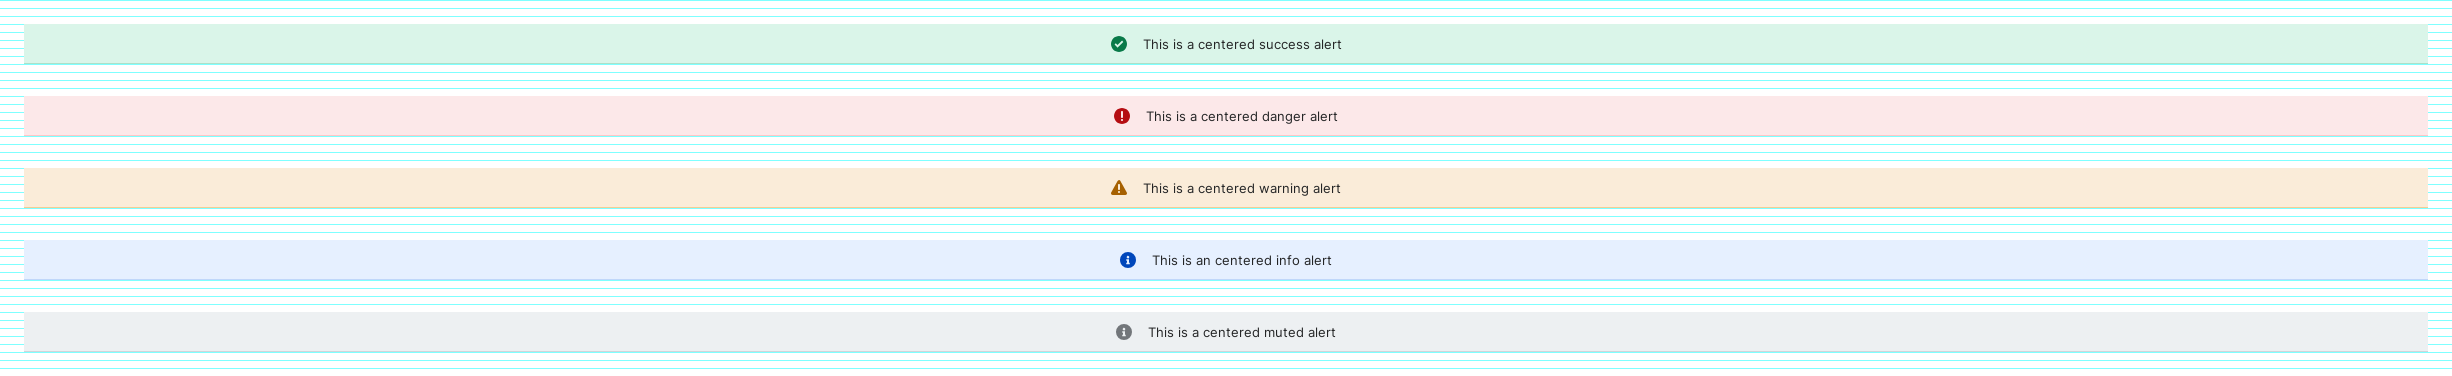 This is a centered success alert
This is a centered danger alert
This is a centered warning alert
This is an centered info alert
This is a centered muted alert